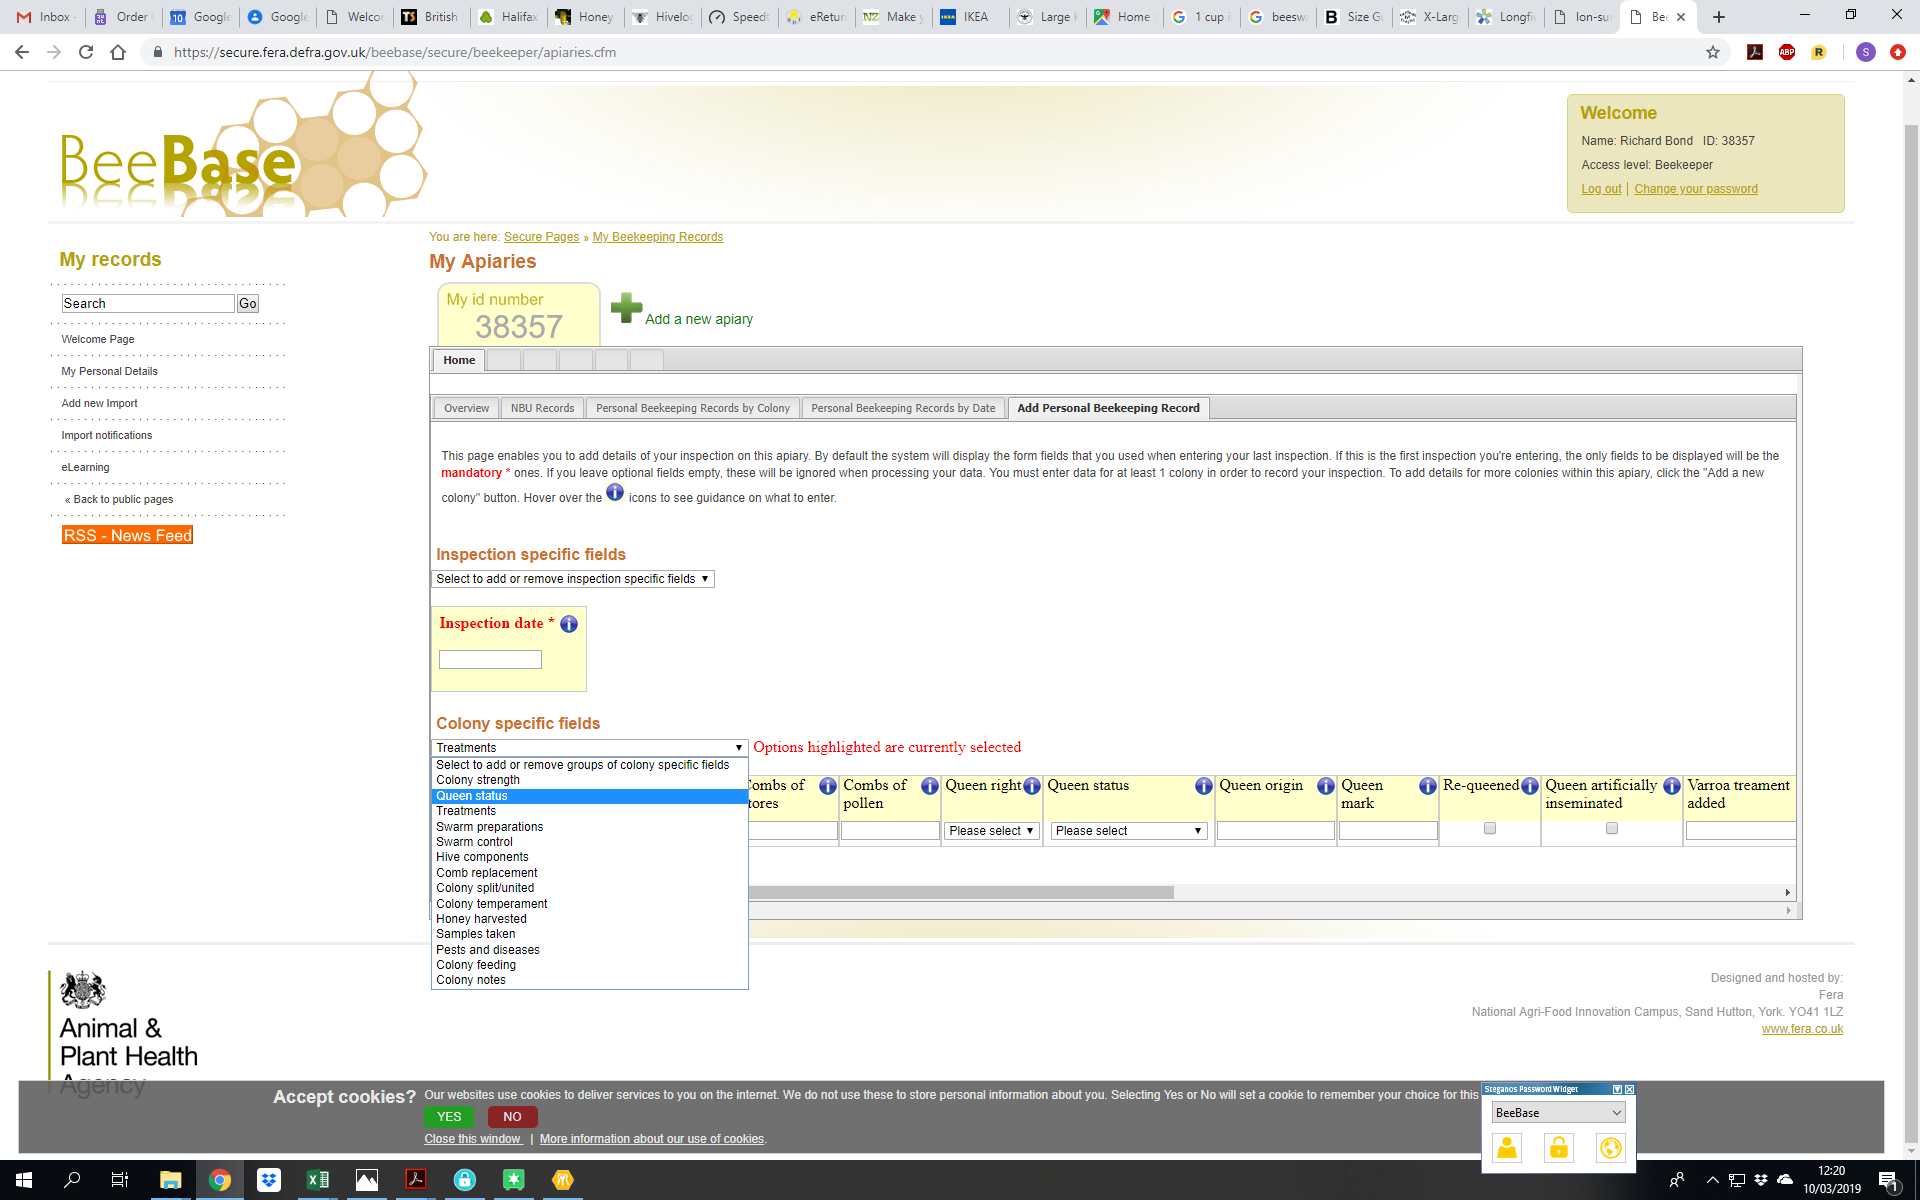 Inbox
Order
Google
Google
Welcom
British
Halifax
Honey
Hivelog
Speedt
eReturn
Make y
IKEA
Large
Home
1 cup i
beeswa
Size Gu
X-Large
Longfie
lon-su
Bee
https://secure.fera.defra.gov.uk/beebase/secure/beekeeper/apiaries.cfm
BeeBase
Welcome
Name: Richard Bond ID: 38357
Access level: Beekeeper
Log out | Change your password
You are here: Secure Pages » My Beekeeping Records
My records
Search Go
Welcome Page
My Personal Details
Add new Import
Import notifications
eLearning
« Back to public pages
RSS - News Feed
My Apiaries
My id number
38357
Add a new apiary
Home
Overview NBU Records Personal Beekeeping Records by Colony Personal Beekeeping Records by Date Add Personal Beekeeping Record
This page enables you to add details of your inspection on this apiary. By default the system will display the form fields that you used when entering your last inspection. If this is the first inspection you're entering, the only fields to be displayed will be the
mandatory * ones. If you leave optional fields empty, these will be ignored when processing your data. You must enter data for at least 1 colony in order to record your inspection. To add details for more colonies within this apiary, click the "Add a new
colony" button. Hover over the icons to see guidance on what to enter.
Inspection specific fields
Select to add or remove inspection specific fields
Inspection date *
Colony specific fields
Treatments
Options highlighted are currently selected
Select to add or remove groups of colony specific fields
Colony strength
Queen status
Treatments
Swarm preparations
Swarm control
Hive components
Comb replacement
Colony split/united
Colony temperament
Honey harvested
Samples taken
Pests and diseases
Colony feeding
Colony notes
Combs of Combs of Queen right Queen status Queen origin Queen Re-queened Queen artificially Varroa treament
tores pollen mark inseminated added
Please select Please select
Animal &
Plant Health
Agency
Designed and hosted by:
Fera
National Agri-Food Innovation Campus, Sand Hutton, York. YO41 1LZ
www.fera.co.uk
Accept cookies? Our websites use cookies to deliver services to you on the internet. We do not use these to store personal information about you. Selecting Yes or No will set a cookie to remember your choice for this
YES NO
Close this window | More information about our use of cookies.
Steganos Password Widget
BeeBase
12:20
10/03/2019